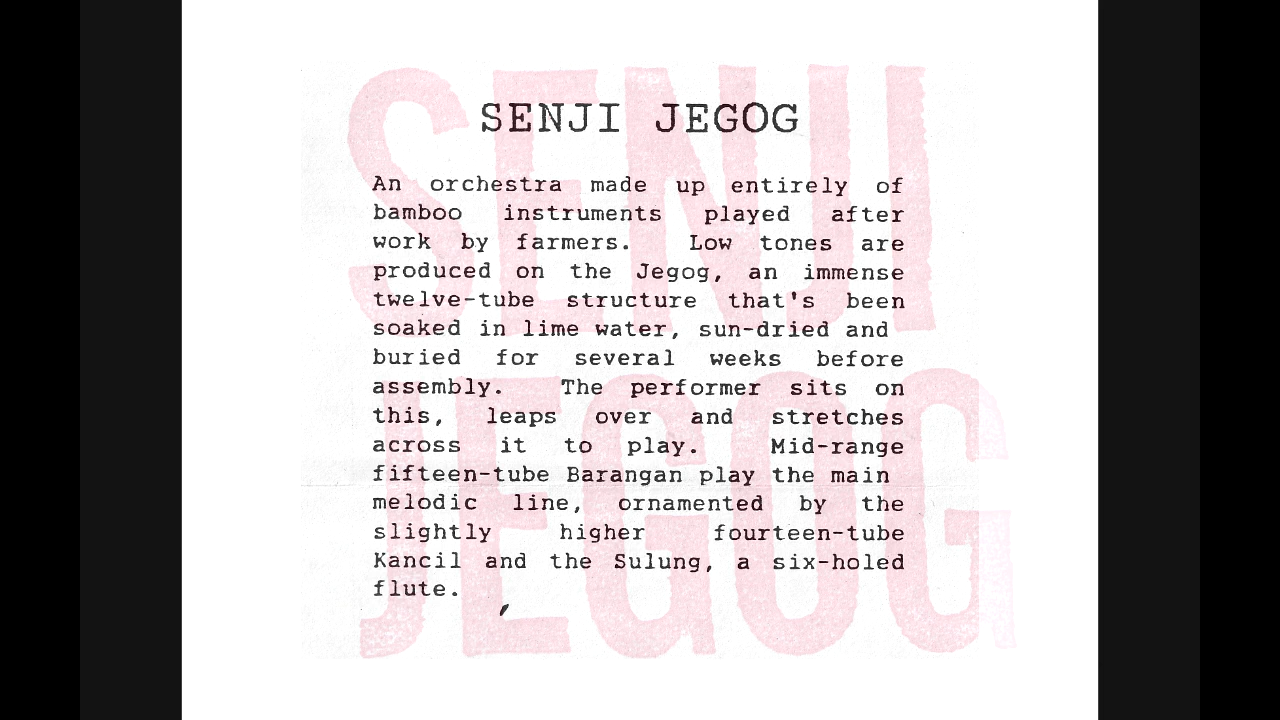 SENJI
JEGOG
SENJI JEGOG
An orchestra made up entirely of
bamboo instruments played after
work by farmers. Low tones are
produced on the Jegog, an immense
twelve-tube structure that's been
soaked in lime water, sun-dried and
buried for several weeks before
assembly. The performer sits on
this, leaps over and stretches
across it to play. Mid-range
fifteen-tube Barangan play the main
melodic line, ornamented by the
slightly higher fourteen-tube
Kancil and the Sulung, a six-holed
flute.